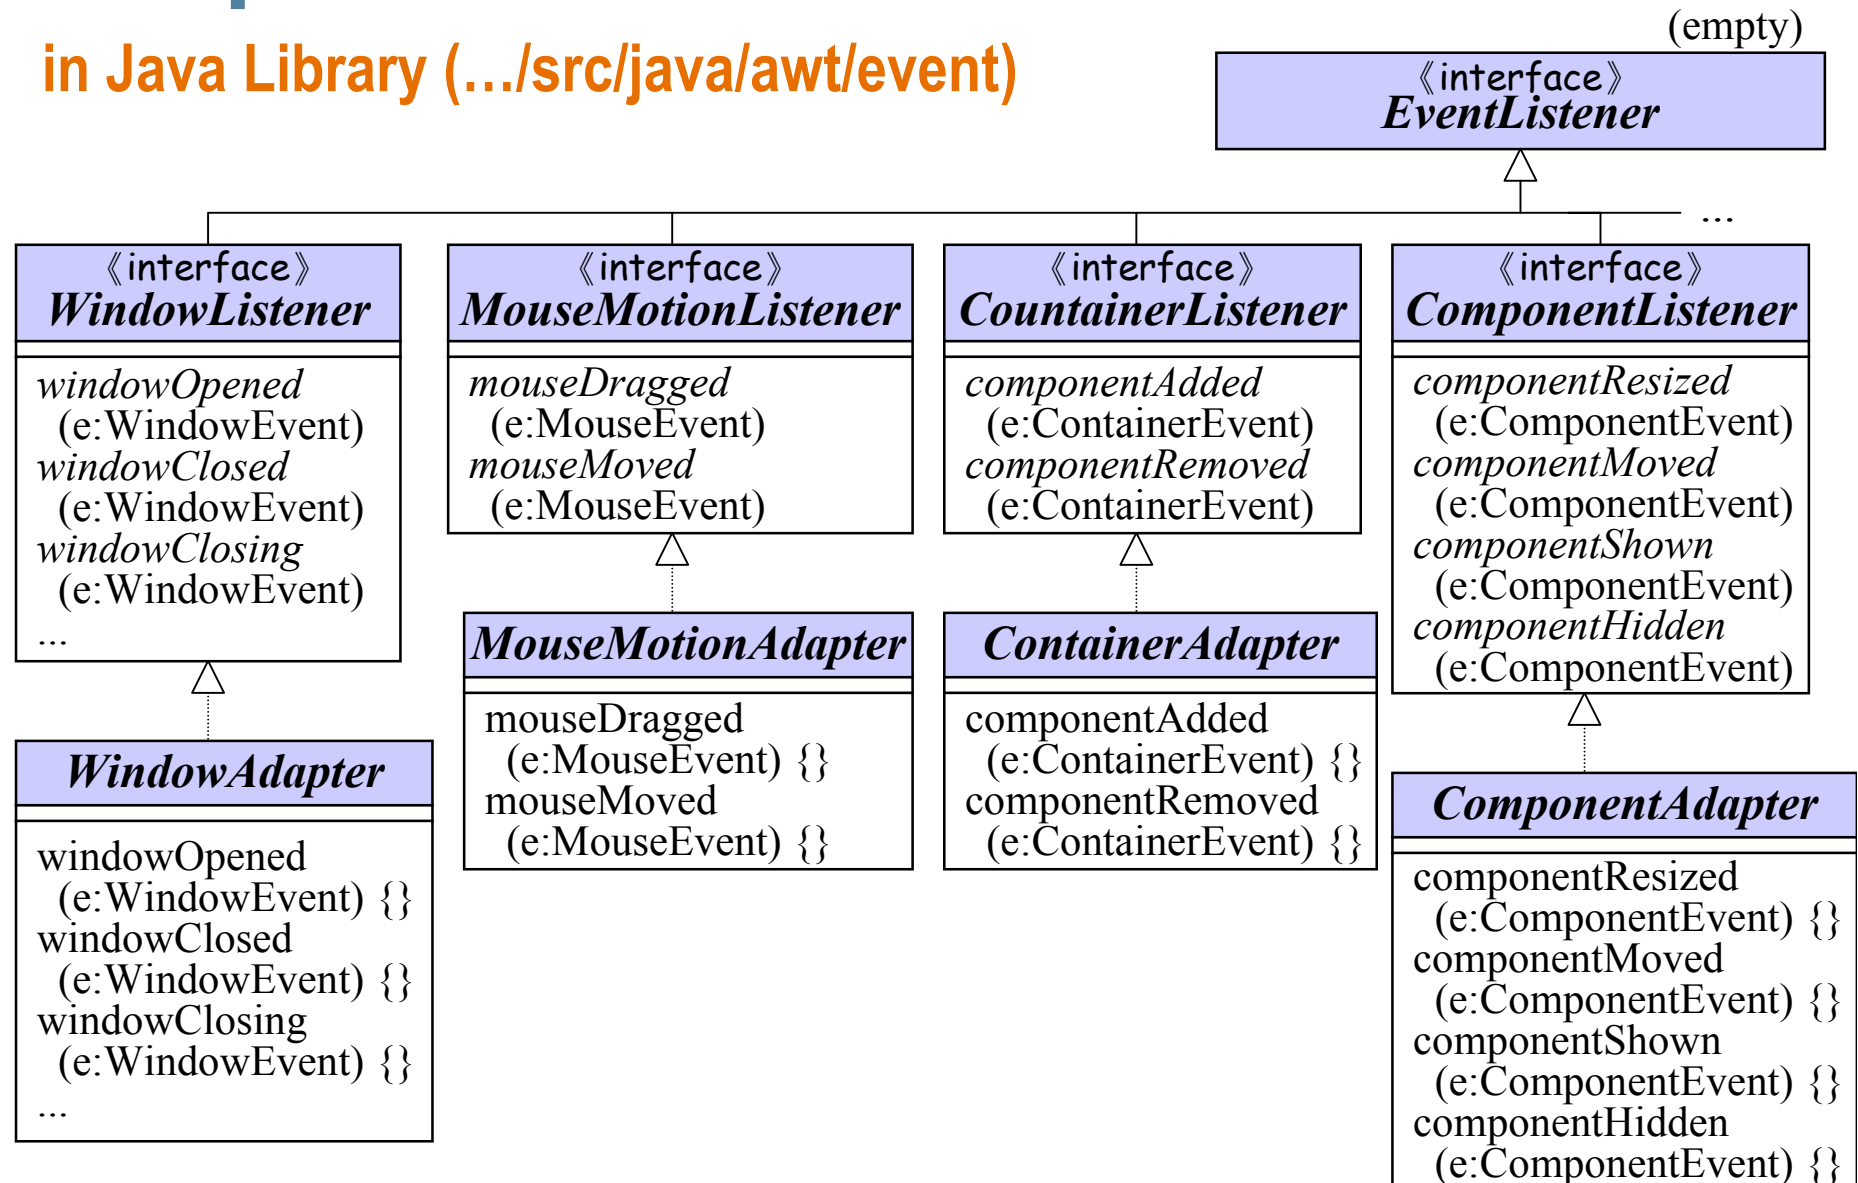 in Java Library (…/src/java/awt/event)
(empty)
《interface》
EventListener
...
《interface》
WindowListener
windowOpened
(e:WindowEvent)
windowClosed
(e:WindowEvent)
windowClosing
(e:WindowEvent)
...
《interface》
MouseMotionListener
mouseDragged
(e:MouseEvent)
mouseMoved
(e:MouseEvent)
《interface》
CountainerListener
componentAdded
(e:ContainerEvent)
componentRemoved
(e:ContainerEvent)
《interface》
ComponentListener
componentResized
(e:ComponentEvent)
componentMoved
(e:ComponentEvent)
componentShown
(e:ComponentEvent)
componentHidden
(e:ComponentEvent)
WindowAdapter
windowOpened
(e:WindowEvent) {}
windowClosed
(e:WindowEvent) {}
windowClosing
(e:WindowEvent) {}
...
MouseMotionAdapter
mouseDragged
(e:MouseEvent) {}
mouseMoved
(e:MouseEvent) {}
ContainerAdapter
componentAdded
(e:ContainerEvent) {}
componentRemoved
(e:ContainerEvent) {}
ComponentAdapter
componentResized
(e:ComponentEvent) {}
componentMoved
(e:ComponentEvent) {}
componentShown
(e:ComponentEvent) {}
componentHidden
(e:ComponentEvent) {}